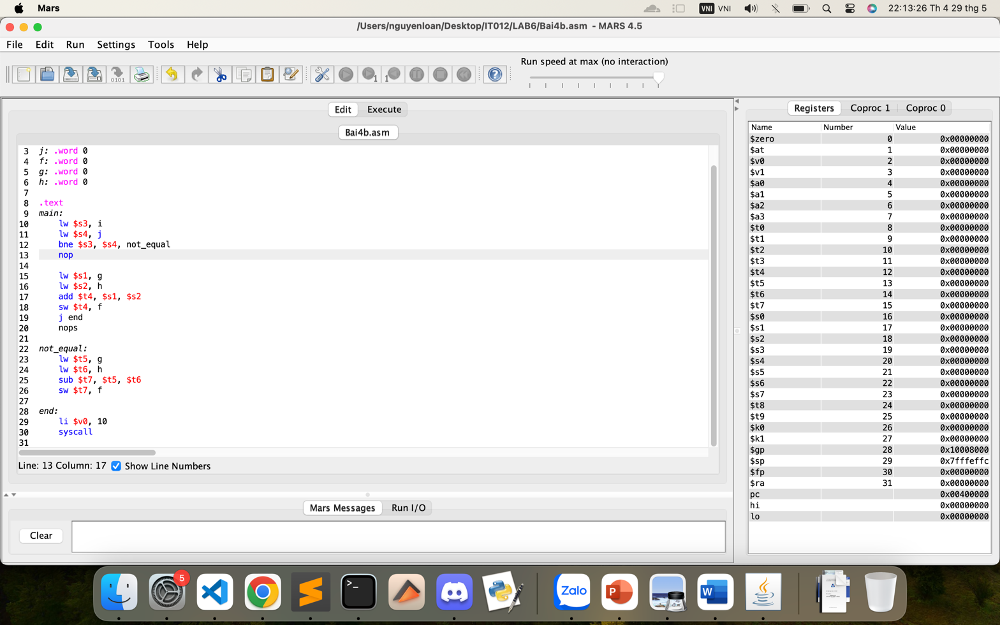 Mars
VNI VNI
22:13:26 Th 4 29 thg 5
/Users/nguyenloan/Desktop/IT012/LAB6/Bai4b.asm - MARS 4.5
File Edit Run Settings Tools Help
0101
1
1
?
Run speed at max (no interaction)
Edit Execute
Bai4b.asm
3 j: .word 0
4 f: .word 0
5 g: .word 0
6 h: .word 0
7
8 .text
9 main:
10 lw $s3, i
11 lw $s4, j
12 bne $s3, $s4, not_equal
13 nop
14
15 lw $s1, g
16 lw $s2, h
17 add $t4, $s1, $s2
18 sw $t4, f
19 j end
20 nops
21
22 not_equal:
23 lw $t5, g
24 lw $t6, h
25 sub $t7, $t5, $t6
26 sw $t7, f
27
28 end:
29 li $v0, 10
30 syscall
31
Line: 13 Column: 17 Show Line Numbers
Mars Messages Run I/O
Clear
Registers Coproc 1 Coproc 0
Name Number Value
$zero 0 0x00000000
$at 1 0x00000000
$v0 2 0x00000000
$v1 3 0x00000000
$a0 4 0x00000000
$a1 5 0x00000000
$a2 6 0x00000000
$a3 7 0x00000000
$t0 8 0x00000000
$t1 9 0x00000000
$t2 10 0x00000000
$t3 11 0x00000000
$t4 12 0x00000000
$t5 13 0x00000000
$t6 14 0x00000000
$t7 15 0x00000000
$s0 16 0x00000000
$s1 17 0x00000000
$s2 18 0x00000000
$s3 19 0x00000000
$s4 20 0x00000000
$s5 21 0x00000000
$s6 22 0x00000000
$s7 23 0x00000000
$t8 24 0x00000000
$t9 25 0x00000000
$k0 26 0x00000000
$k1 27 0x00000000
$gp 28 0x10008000
$sp 29 0x7fffeffc
$fp 30 0x00000000
$ra 31 0x00000000
pc 0x00400000
hi 0x00000000
lo 0x00000000
5
>_
Zalo
P
W